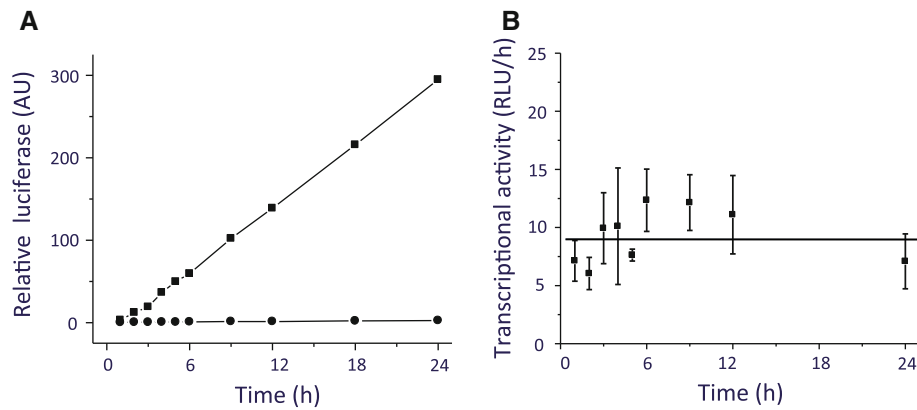 A
Relative luciferase (AU)
300
200
100
0
0 6 12 18 24
Time (h)
B
Transcriptional activity (RLU/h)
25
20
15
10
5
0
0 6 12 18 24
Time (h)